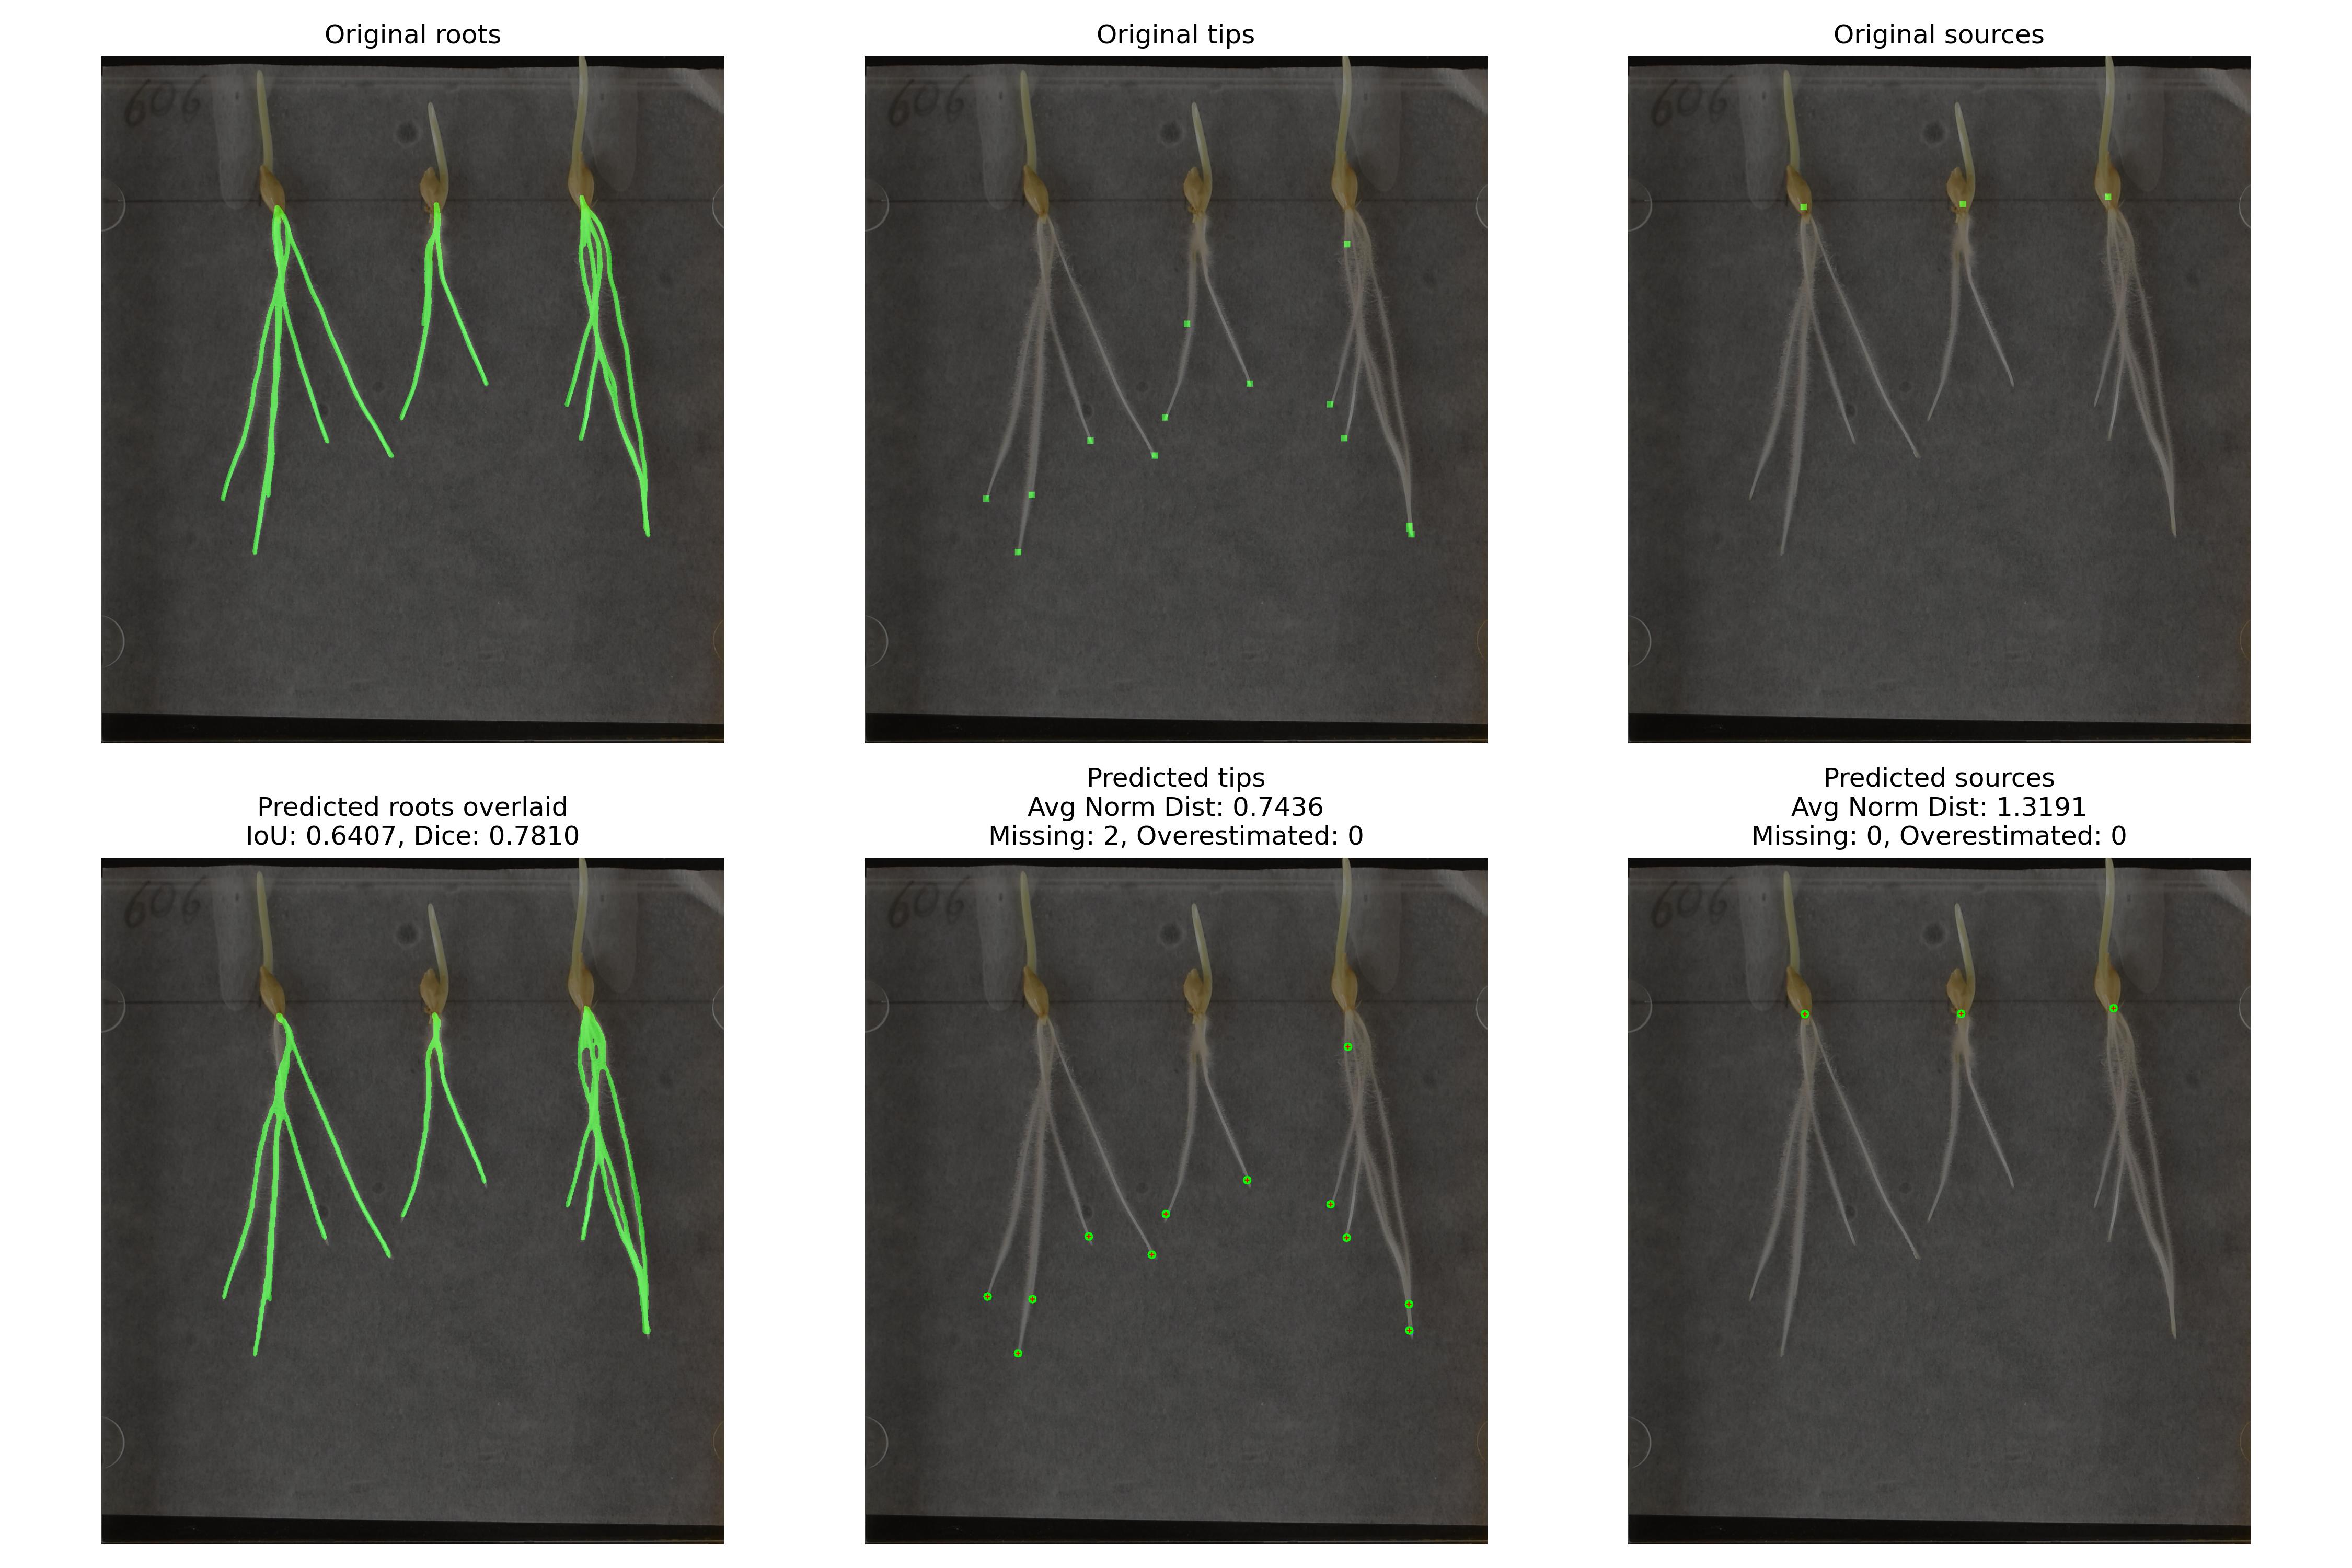 Original roots
Original tips
Original sources
606
606
606
Predicted roots overlaid
IoU: 0.6407, Dice: 0.7810
Predicted tips
Avg Norm Dist: 0.7436
Missing: 2, Overestimated: 0
Predicted sources
Avg Norm Dist: 1.3191
Missing: 0, Overestimated: 0
606
606
606